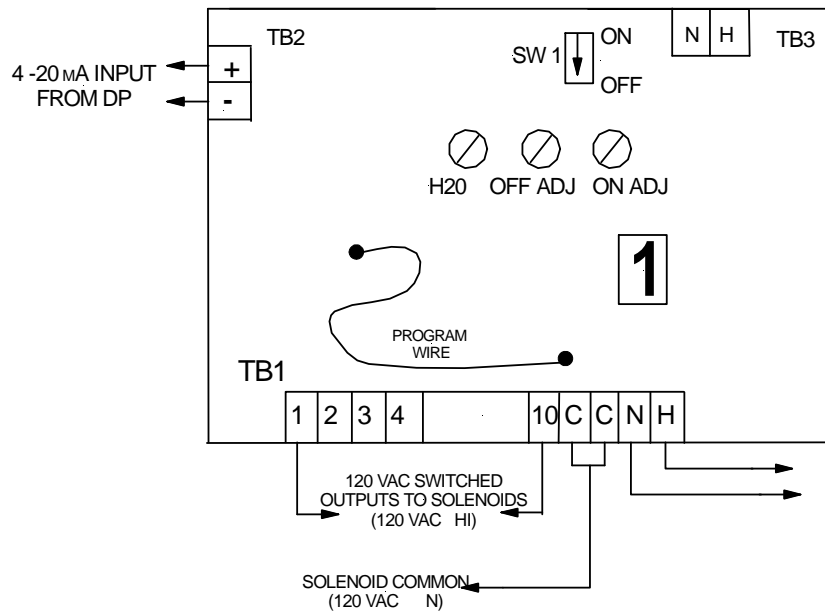 TB2
ON
N H
TB3
SW 1
4 -20 MA INPUT
FROM DP
+
-
OFF
H20 OFF ADJ ON ADJ
1
PROGRAM
WIRE
TB1
1 2 3 4 10 C C N H
120 VAC SWITCHED
OUTPUTS TO SOLENOIDS
(120 VAC HI)
SOLENOID COMMON
(120 VAC N)